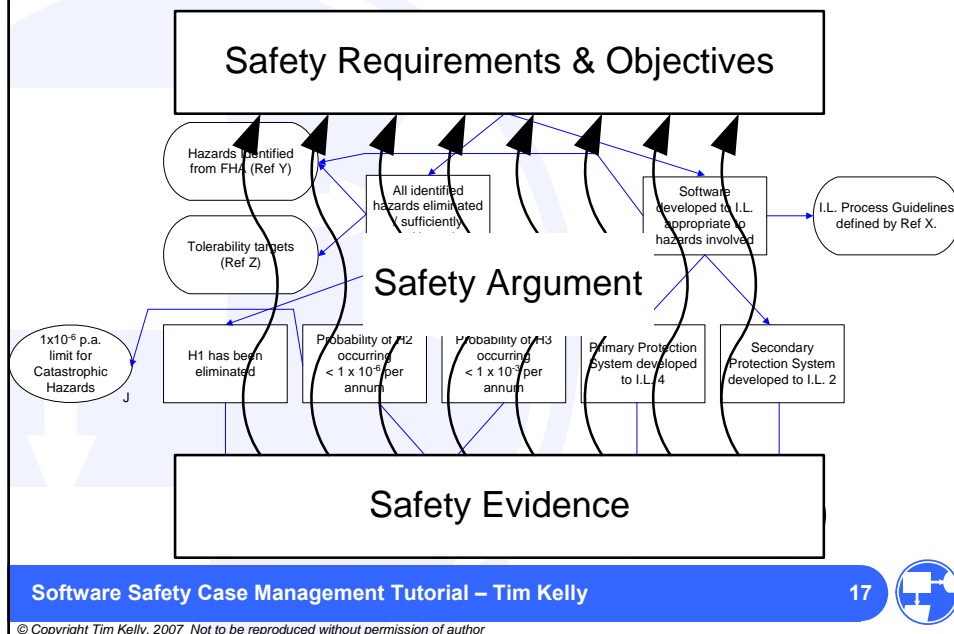 Safety Requirements & Objectives
Hazards Identified
from FHA (Ref Y)
All identified
hazards eliminated
/ sufficiently
Software
developed to I.L.
appropriate to
hazards involved
I.L. Process Guidelines
defined by Ref X.
Tolerability targets
(Ref Z)
Safety Argument
1x10⁻⁶ p.a.
limit for
Catastrophic
Hazards
J
H1 has been
eliminated
Probability of H2
occurring
< 1 x 10⁻⁶ per
annum
Probability of H3
occurring
< 1 x 10⁻³ per
annum
Primary Protection
System developed
to I.L. 4
Secondary
Protection System
developed to I.L. 2
Safety Evidence
Software Safety Case Management Tutorial – Tim Kelly
17
© Copyright Tim Kelly, 2007 Not to be reproduced without permission of author